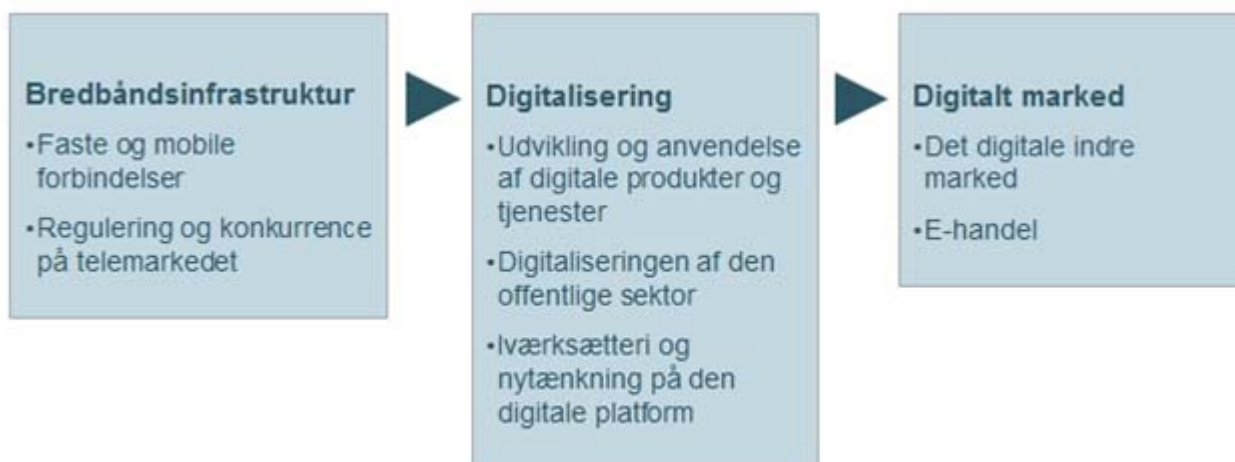 Bredbåndsinfrastruktur
•Faste og mobile
forbindelser
•Regulering og konkurrence
på telemarkedet
Digitalisering
•Udvikling og anvendelse
af digitale produkter og
tjenester
•Digitaliseringen af den
offentlige sektor
•Iværksætteri og
nytænkning på den
digitale platform
Digitalt marked
•Det digitale indre
marked
•E-handel